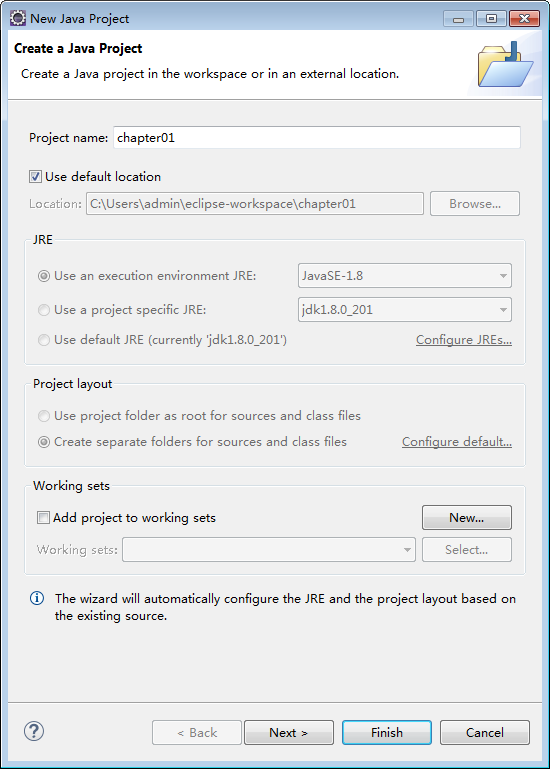 New Java Project
Create a Java Project
Create a Java project in the workspace or in an external location.
Project name: chapter01
Use default location
Location: C:\Users\admin\eclipse-workspace\chapter01 Browse...
JRE
Use an execution environment JRE: JavaSE-1.8
Use a project specific JRE: jdk1.8.0_201
Use default JRE (currently 'jdk1.8.0_201') Configure JREs...
Project layout
Use project folder as root for sources and class files
Create separate folders for sources and class files Configure default...
Working sets
Add project to working sets New...
Working sets: Select...
The wizard will automatically configure the JRE and the project layout based on
the existing source.
< Back Next > Finish Cancel